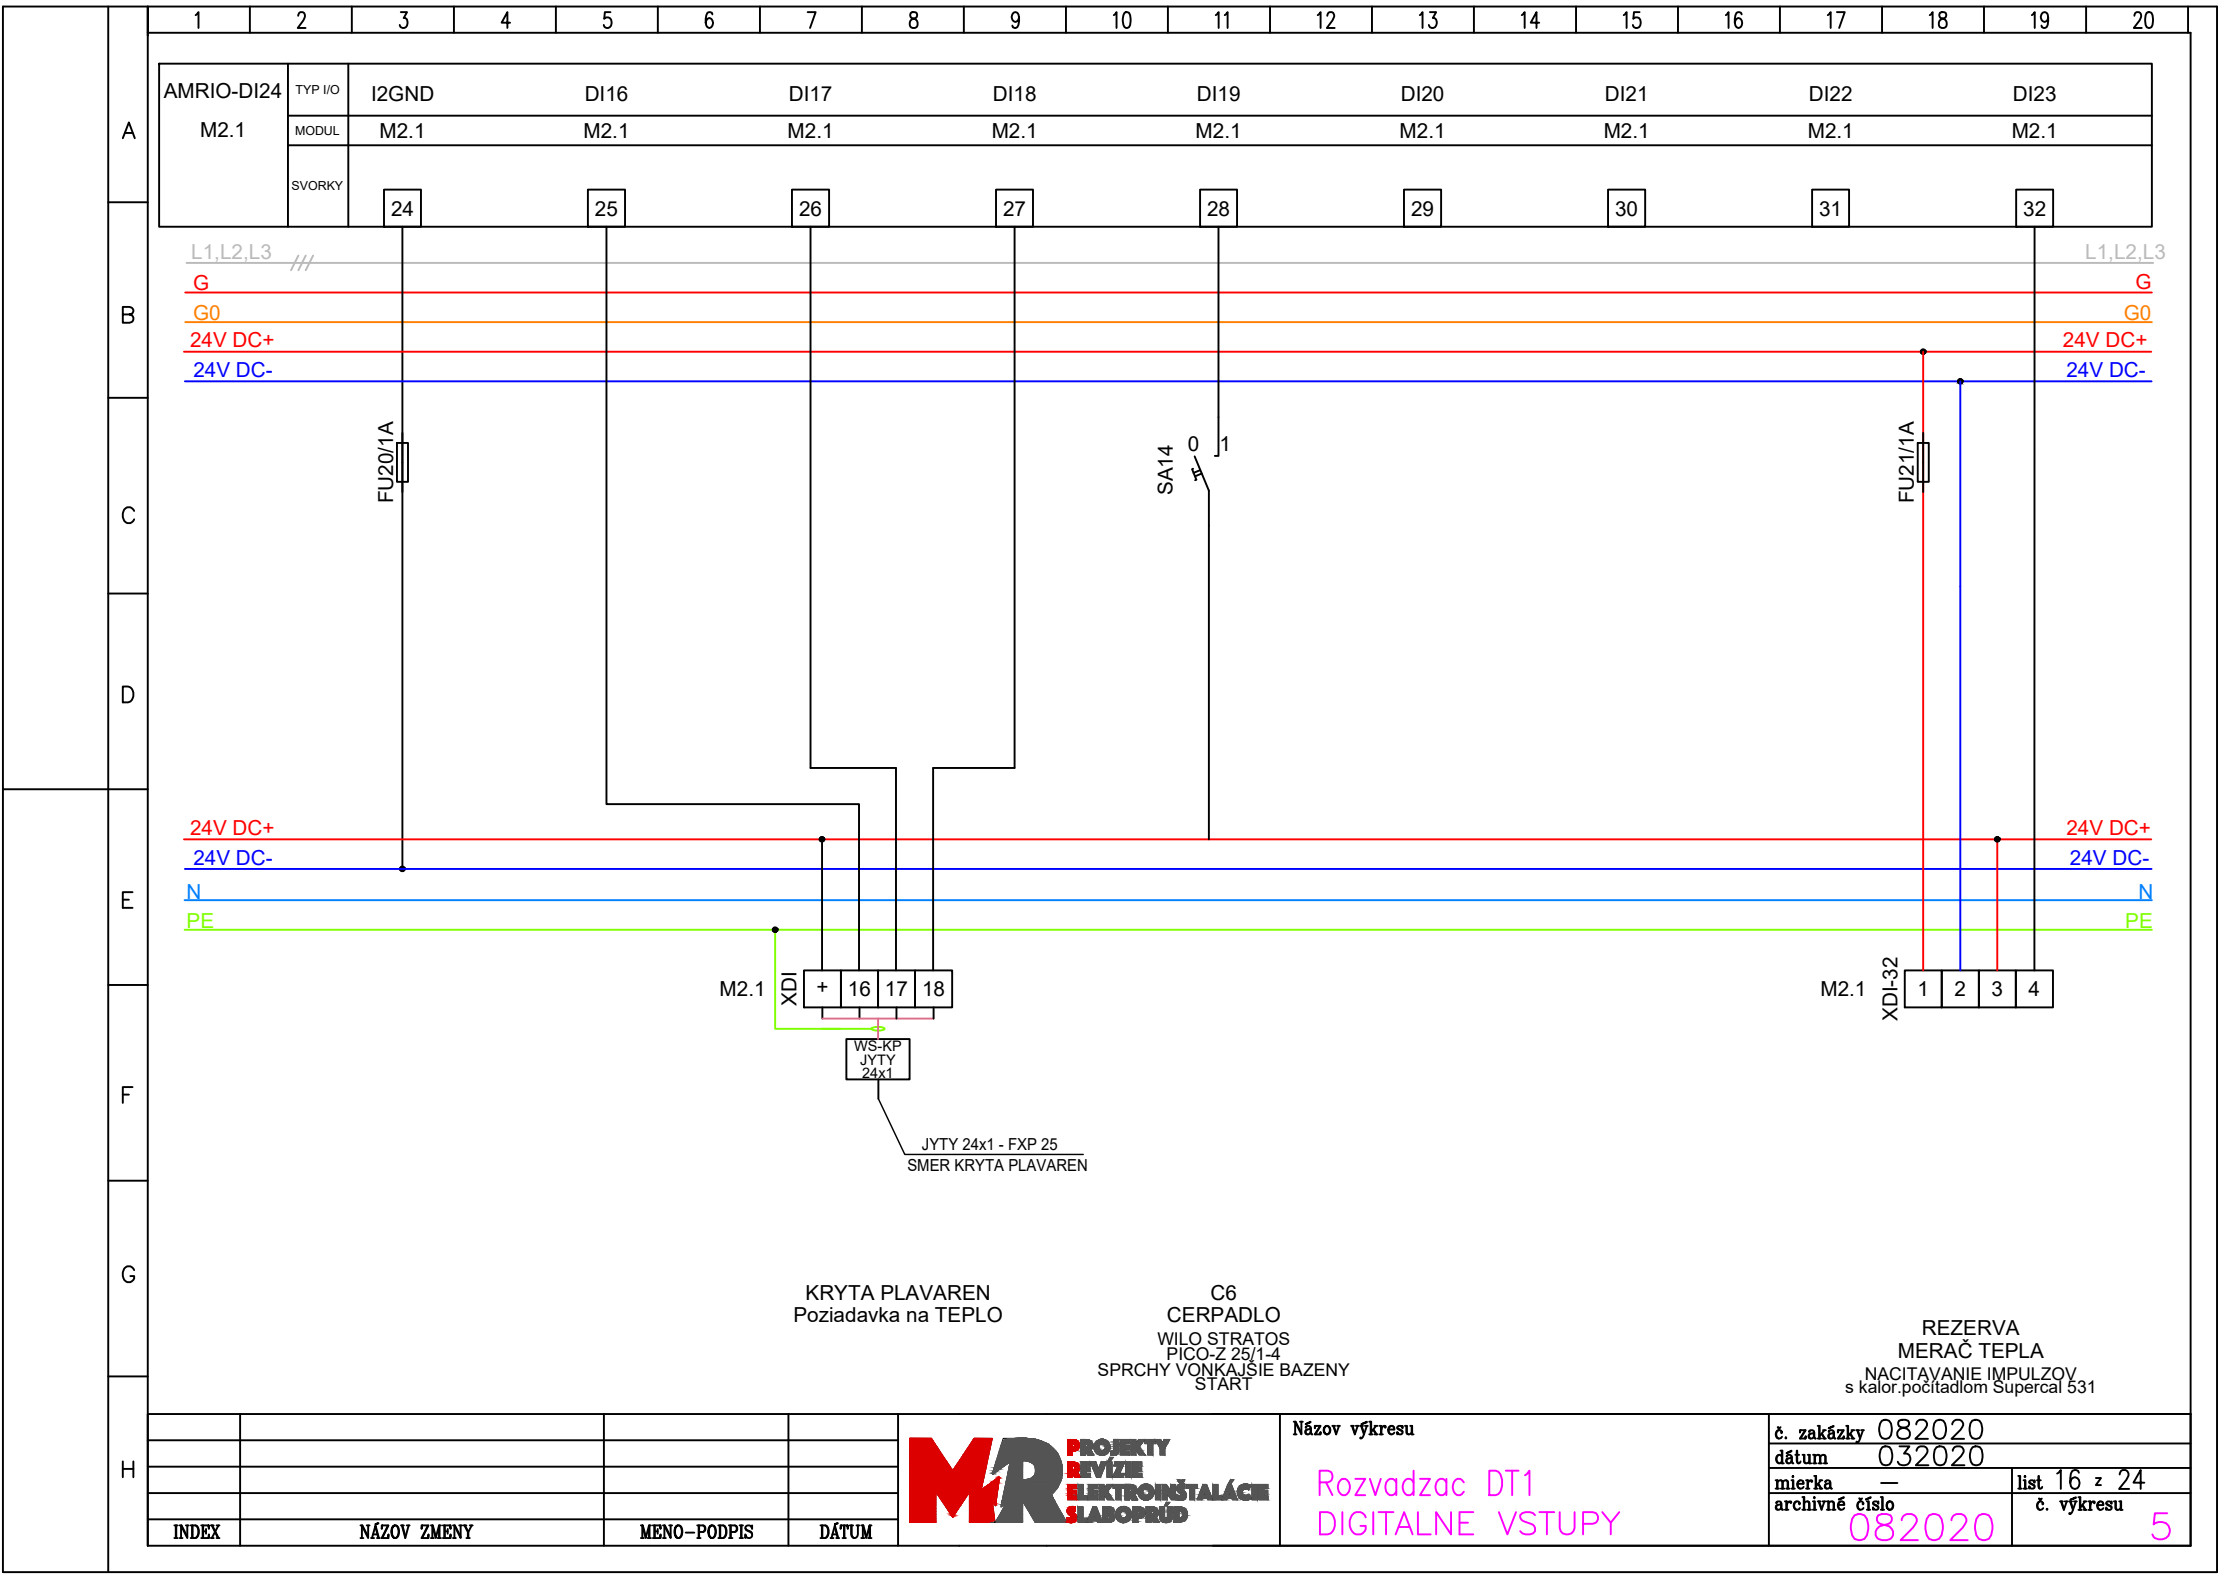 1 2 3 4 5 6 7 8 9 10 11 12 13 14 15 16 17 18 19 20
A
B
C
D
E
F
G
H
AMRIO-DI24 TYP I/O I2GND DI16 DI17 DI18 DI19 DI20 DI21 DI22 DI23
M2.1 MODUL M2.1 M2.1 M2.1 M2.1 M2.1 M2.1 M2.1 M2.1 M2.1
SVORKY 24 25 26 27 28 29 30 31 32
L1,L2,L3 L1,L2,L3
G G
G0 G0
24V DC+ 24V DC+
24V DC- 24V DC-
FU20/1A
SA14
0 1
FU21/1A
24V DC+ 24V DC+
24V DC- 24V DC-
N N
PE PE
M2.1 XDI + 16 17 18
M2.1 XDI-32 1 2 3 4
WS-KP
JYTY
24x1
JYTY 24x1 - FXP 25
SMER KRYTA PLAVAREN
KRYTA PLAVAREN
Poziadavka na TEPLO
C6
CERPADLO
WILO STRATOS
PICO-Z 25/1-4
SPRCHY VONKAJŠIE BAZENY
START
REZERVA
MERAČ TEPLA
NACITAVANIE IMPULZOV
s kalor.počítadlom Supercal 531
INDEX NÁZOV ZMENY MENO-PODPIS DÁTUM
MR
PROJEKTY
REVÍZIE
ELEKTROINŠTALÁCIE
SLABOPRÚD
Názov výkresu
Rozvadzac DT1
DIGITALNE VSTUPY
č. zakázky 082020
dátum 032020
mierka —
list 16 z 24
archivné číslo
082020
č. výkresu
5